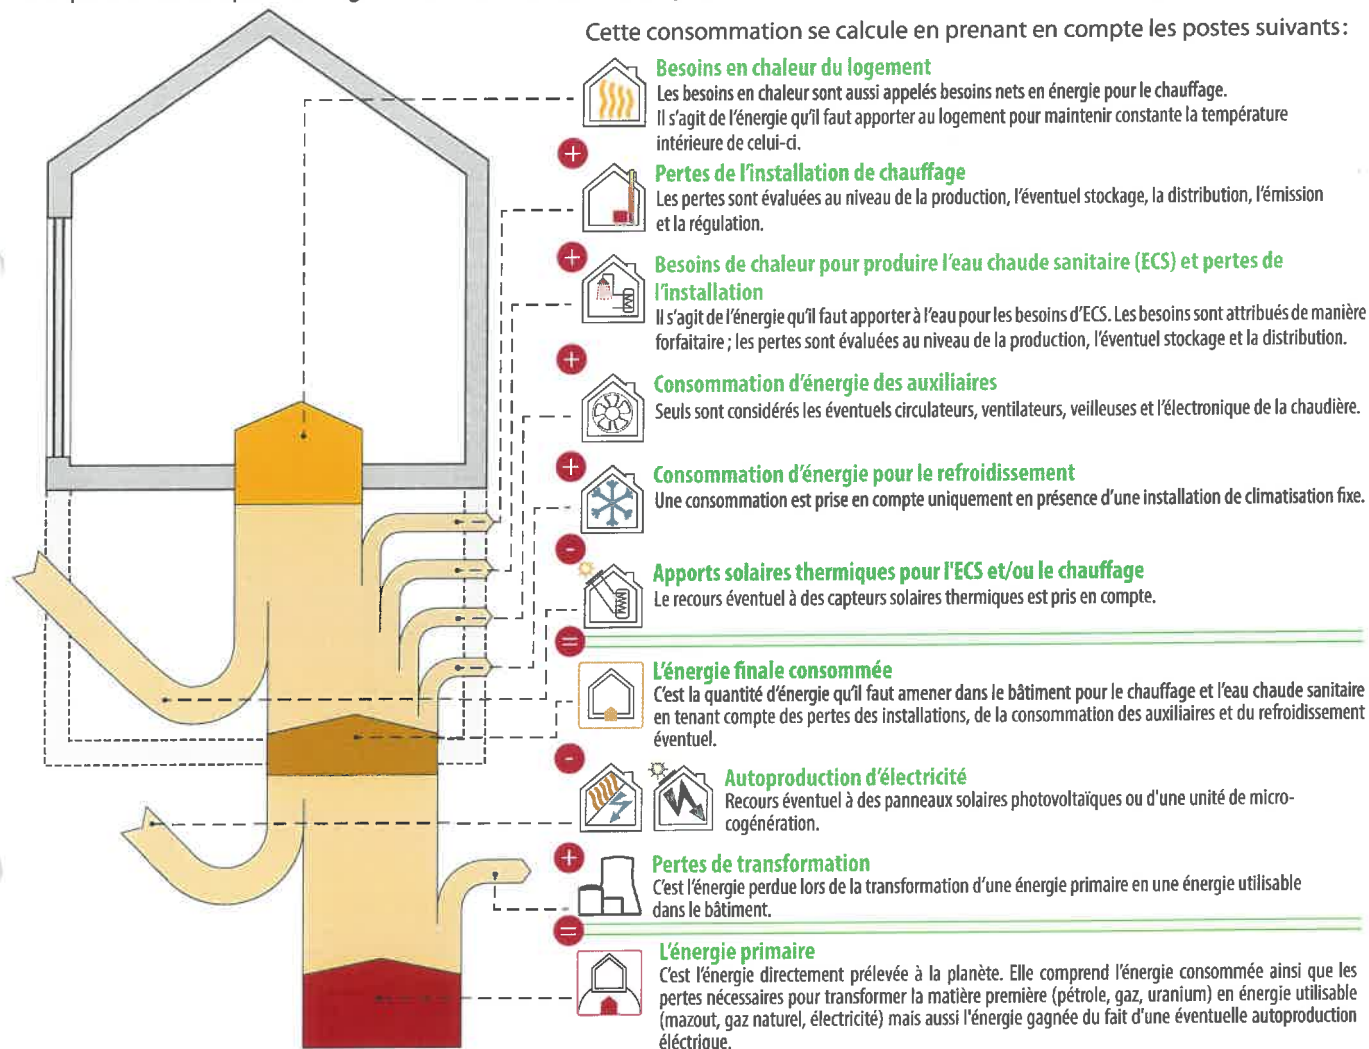 Cette consommation se calcule en prenant en compte les postes suivants :
Besoins en chaleur du logement
Les besoins en chaleur sont aussi appelés besoins nets en énergie pour le chauffage.
Il s'agit de l'énergie qu'il faut apporter au logement pour maintenir constante la température
intérieure de celui-ci.
+
Pertes de l'installation de chauffage
Les pertes sont évaluées au niveau de la production, l'éventuel stockage, la distribution, l'émission
et la régulation.
+
Besoins de chaleur pour produire l'eau chaude sanitaire (ECS) et pertes de
l'installation
Il s'agit de l'énergie qu'il faut apporter à l'eau pour les besoins d'ECS. Les besoins sont attribués de manière
forfaitaire ; les pertes sont évaluées au niveau de la production, l'éventuel stockage et la distribution.
+
Consommation d'énergie des auxiliaires
Seuls sont considérés les éventuels circulateurs, ventilateurs, veilleuses et l'électronique de la chaudière.
+
Consommation d'énergie pour le refroidissement
Une consommation est prise en compte uniquement en présence d'une installation de climatisation fixe.
-
Apports solaires thermiques pour l'ECS et/ou le chauffage
Le recours éventuel à des capteurs solaires thermiques est pris en compte.
=
L'énergie finale consommée
C'est la quantité d'énergie qu'il faut amener dans le bâtiment pour le chauffage et l'eau chaude sanitaire
en tenant compte des pertes des installations, de la consommation des auxiliaires et du refroidissement
éventuel.
-
Autoproduction d'électricité
Recours éventuel à des panneaux solaires photovoltaïques ou d'une unité de micro-
cogénération.
+
Pertes de transformation
C'est l'énergie perdue lors de la transformation d'une énergie primaire en une énergie utilisable
dans le bâtiment.
=
L'énergie primaire
C'est l'énergie directement prélevée à la planète. Elle comprend l'énergie consommée ainsi que les
pertes nécessaires pour transformer la matière première (pétrole, gaz, uranium) en énergie utilisable
(mazout, gaz naturel, électricité) mais aussi l'énergie gagnée du fait d'une éventuelle autoproduction
éléctrique.